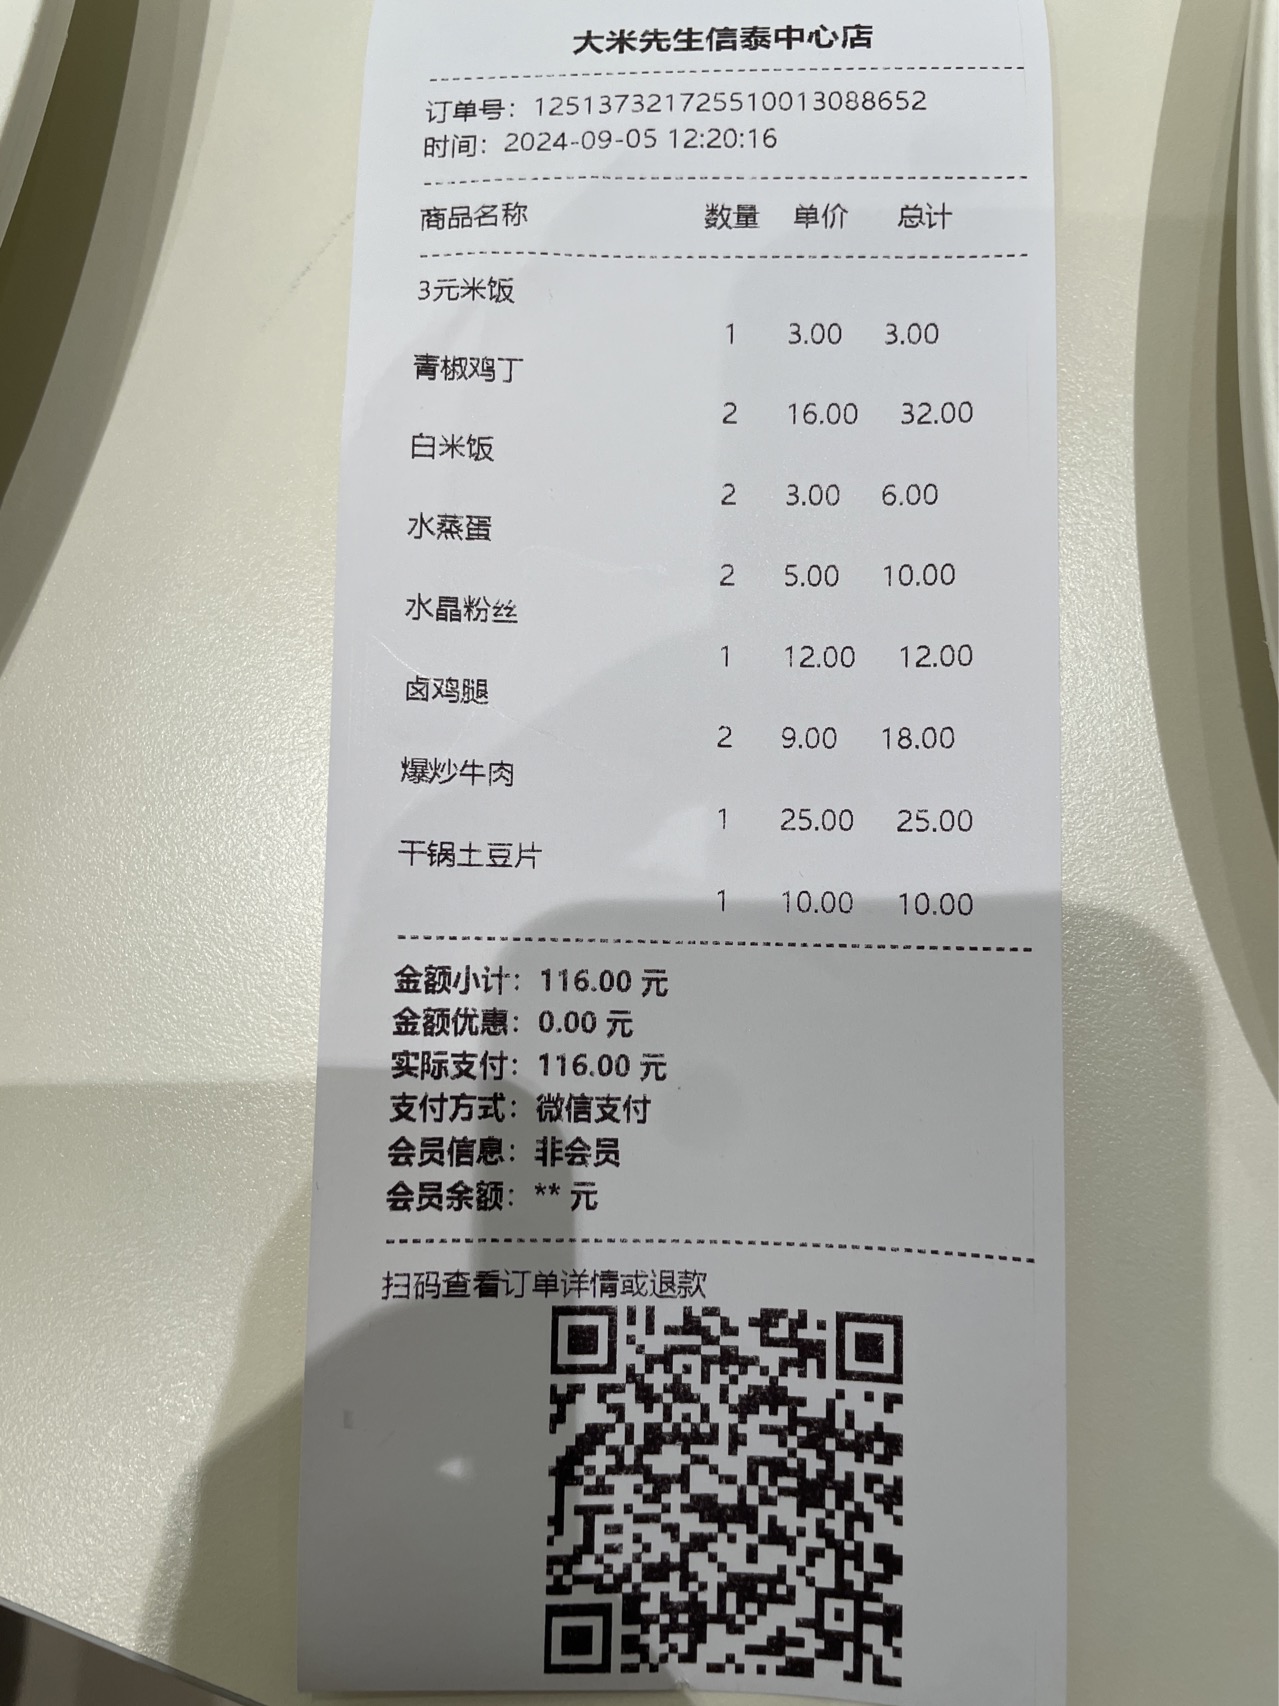 大米先生信泰中心店
订单号：12513732172551001308８652
时间：2024-09-05 12:20:16
商品名称 数量 单价 总计
3元米饭
1 3.00 3.00
青椒鸡丁
2 16.00 32.00
白米饭
2 3.00 6.00
水蒸蛋
2 5.00 10.00
水晶粉丝
1 12.00 12.00
卤鸡腿
2 9.00 18.00
爆炒牛肉
1 25.00 25.00
干锅土豆片
1 10.00 10.00
金额小计：116.00 元
金额优惠：0.00 元
实际支付：116.00 元
支付方式：微信支付
会员信息：非会员
会员余额：** 元
扫码查看订单详情或退款